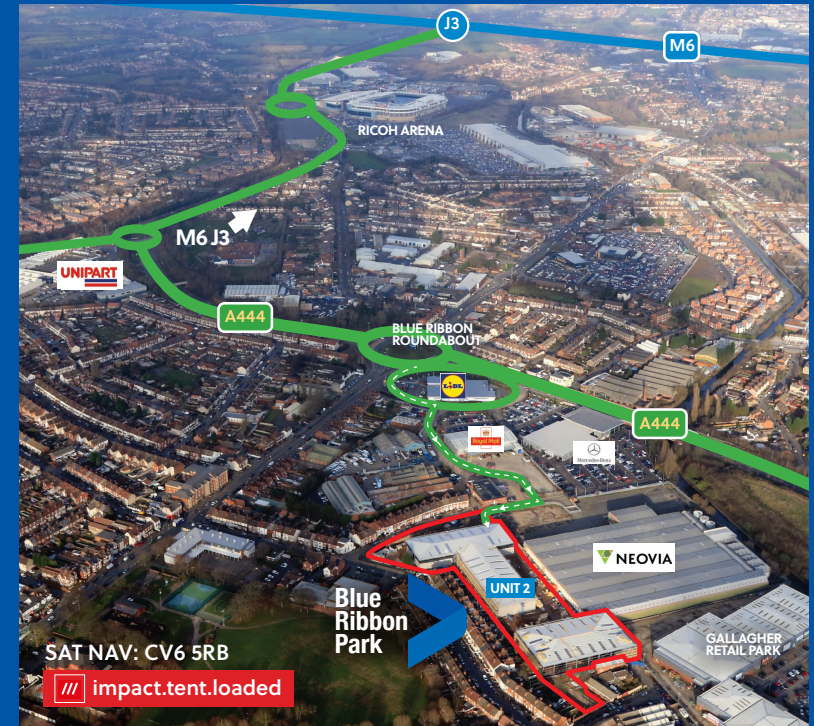 J3
M6
RICOH ARENA
M6 J3
UNIPART
A444
BLUE RIBBON
ROUNDABOUT
LIDL
Royal Mail
A444
Mercedes-Benz
NEOVIA
UNIT 2
Blue
Ribbon
Park
GALLAGHER
RETAIL PARK
SAT NAV: CV6 5RB
/// impact.tent.loaded